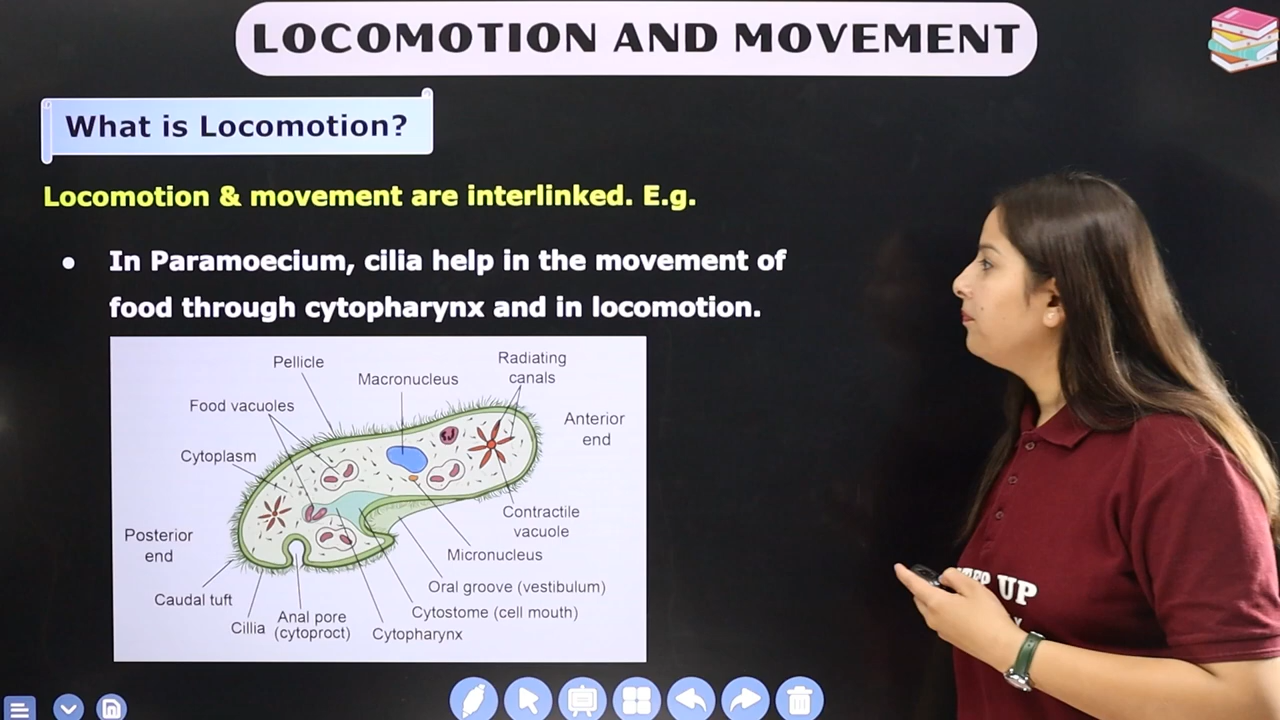 LOCOMOTION AND MOVEMENT
What is Locomotion?
Locomotion & movement are interlinked. E.g.
• In Paramoecium, cilia help in the movement of
food through cytopharynx and in locomotion.
Pellicle
Macronucleus
Radiating
canals
Food vacuoles
Anterior
end
Cytoplasm
Contractile
vacuole
Posterior
end
Micronucleus
Oral groove (vestibulum)
Caudal tuft
Cytostome (cell mouth)
Cillia
Anal pore
(cytoproct)
Cytopharynx
UP